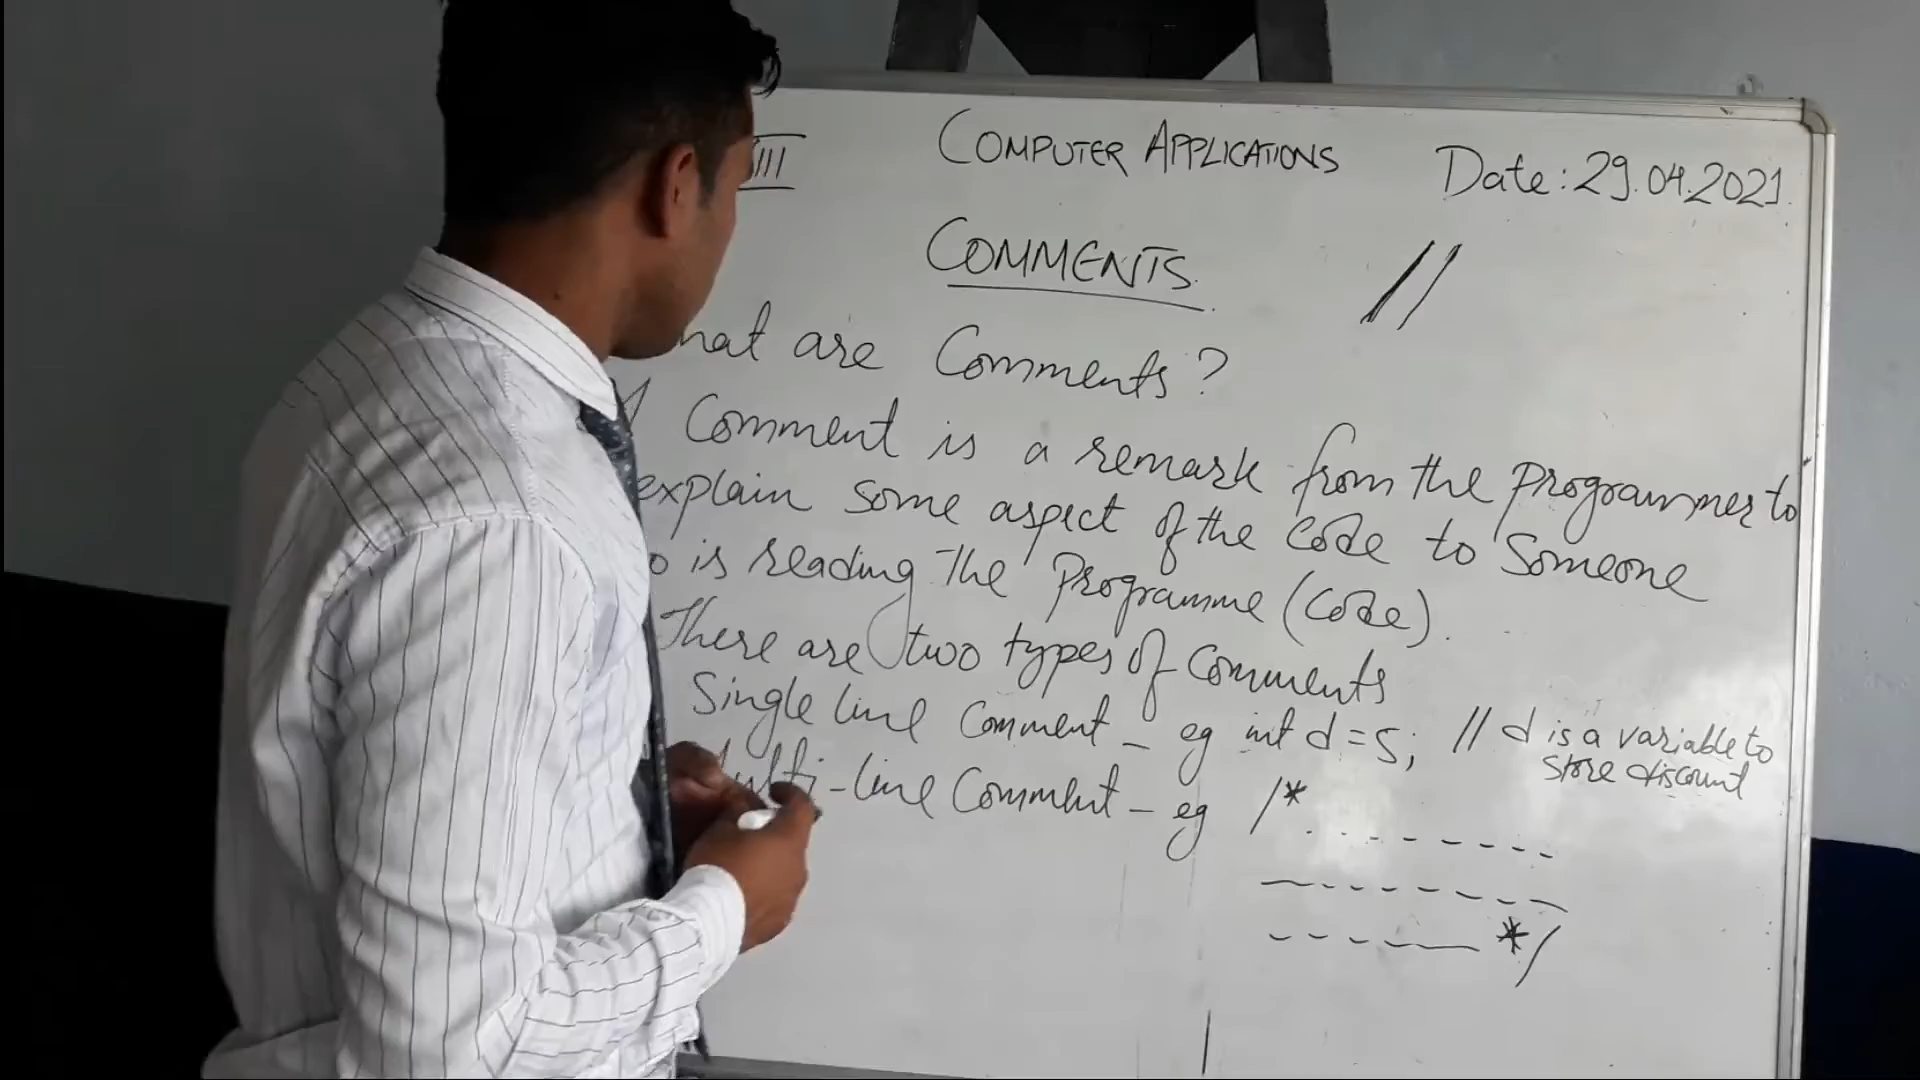 III COMPUTER APPLICATIONS Date: 29.04.2021
COMMENTS. //
hat are Comments?
A Comment is a remark from the Programmer to
explain some aspect of the Code to Someone
o is reading The Programme (Code).
There are two types of Comments
Single line Comment - eg int d = 5; // d is a variable to
store discount
Multi-line Comment - eg /* . . - - - - -
- - - - - - - -
- - - - - */